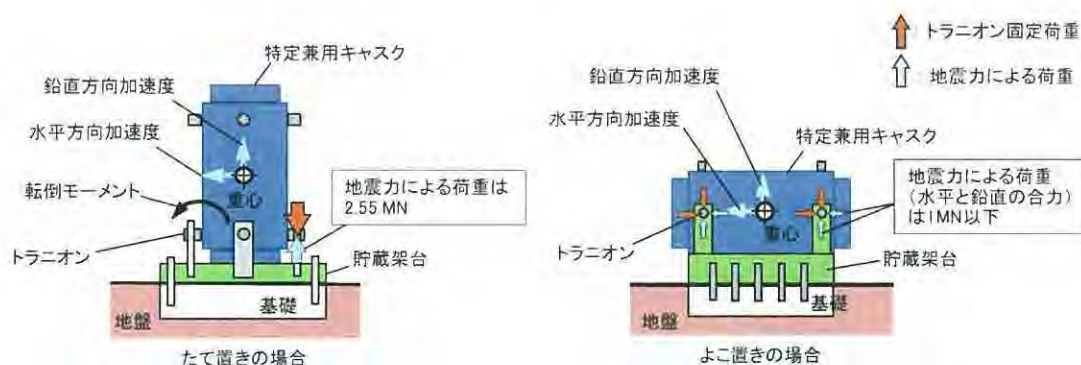 トラニオン固定荷重
地震力による荷重
特定兼用キャスク
鉛直方向加速度
水平方向加速度
転倒モーメント
重心
地震力による荷重は
2.55 MN
トラニオン
貯蔵架台
基礎
地盤
たて置きの場合
鉛直方向加速度
水平方向加速度
特定兼用キャスク
重心
地震力による荷重
（水平と鉛直の合力）
は1MN以下
トラニオン
貯蔵架台
基礎
地盤
よこ置きの場合